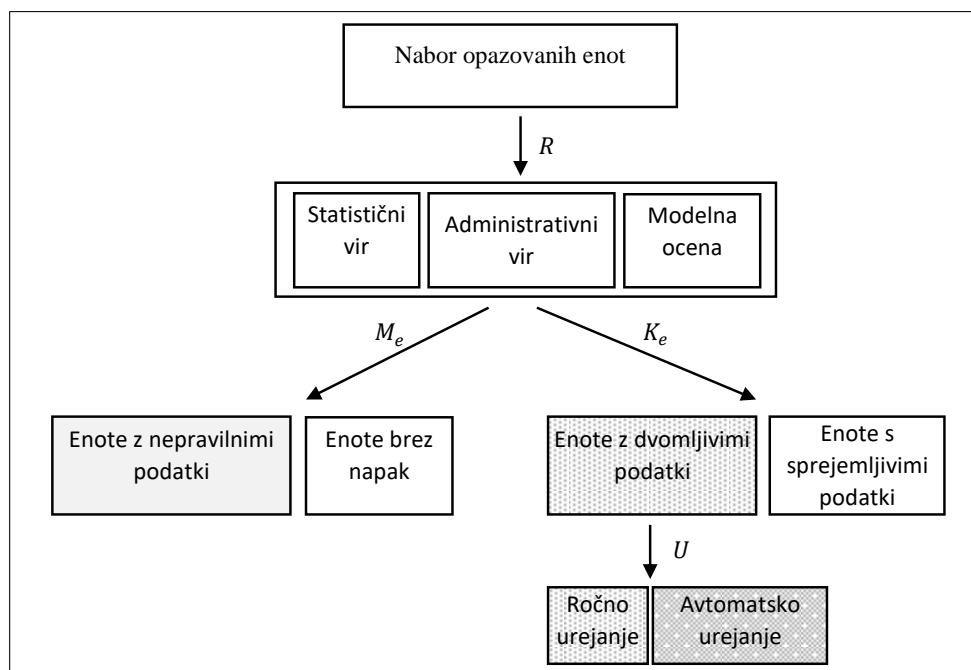 Nabor opazovanih enot
R
Statistični
vir
Administrativni
vir
Modelna
ocena
M_e
K_e
Enote z nepravilnimi
podatki
Enote brez
napak
Enote z dvomljivimi
podatki
Enote s
sprejemljivimi
podatki
U
Ročno
urejanje
Avtomatsko
urejanje